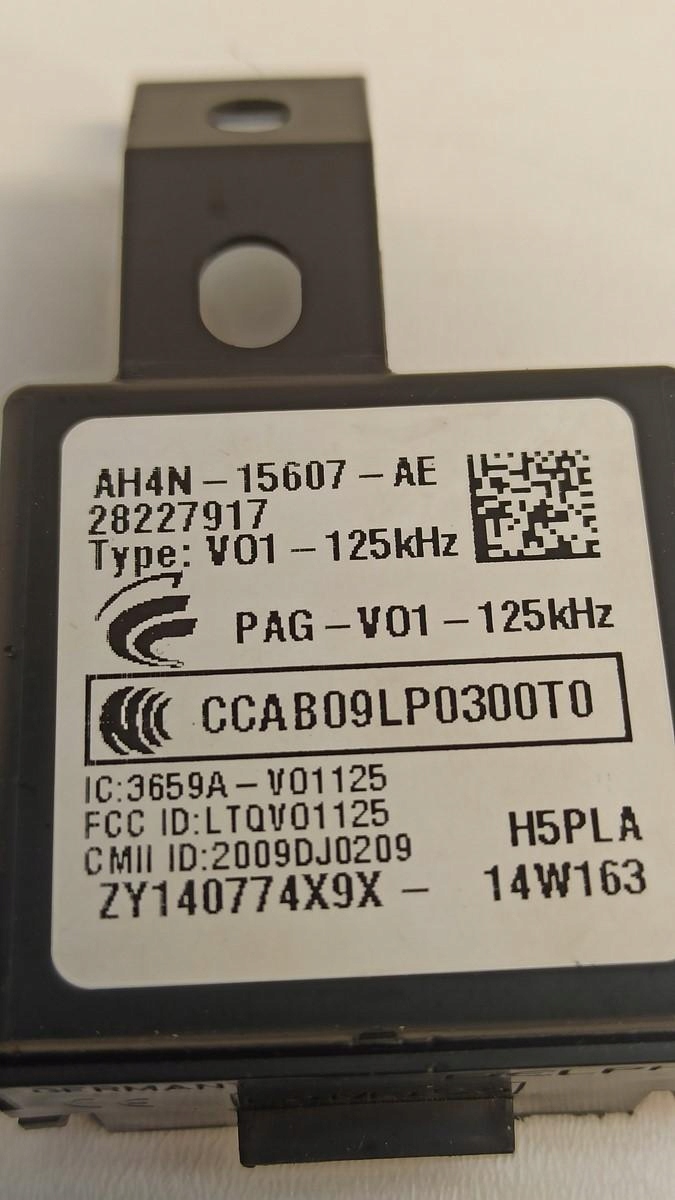 AH4N-15607-AE
28227917
Type: V01-125kHz
PAG-V01-125kHz
CCAB09LP0300T0
IC:3659A-V01125
FCC ID:LTQV01125
CMII ID:2009DJ0209
H5PLA
ZY140774X9X- 14W163
GERMAN